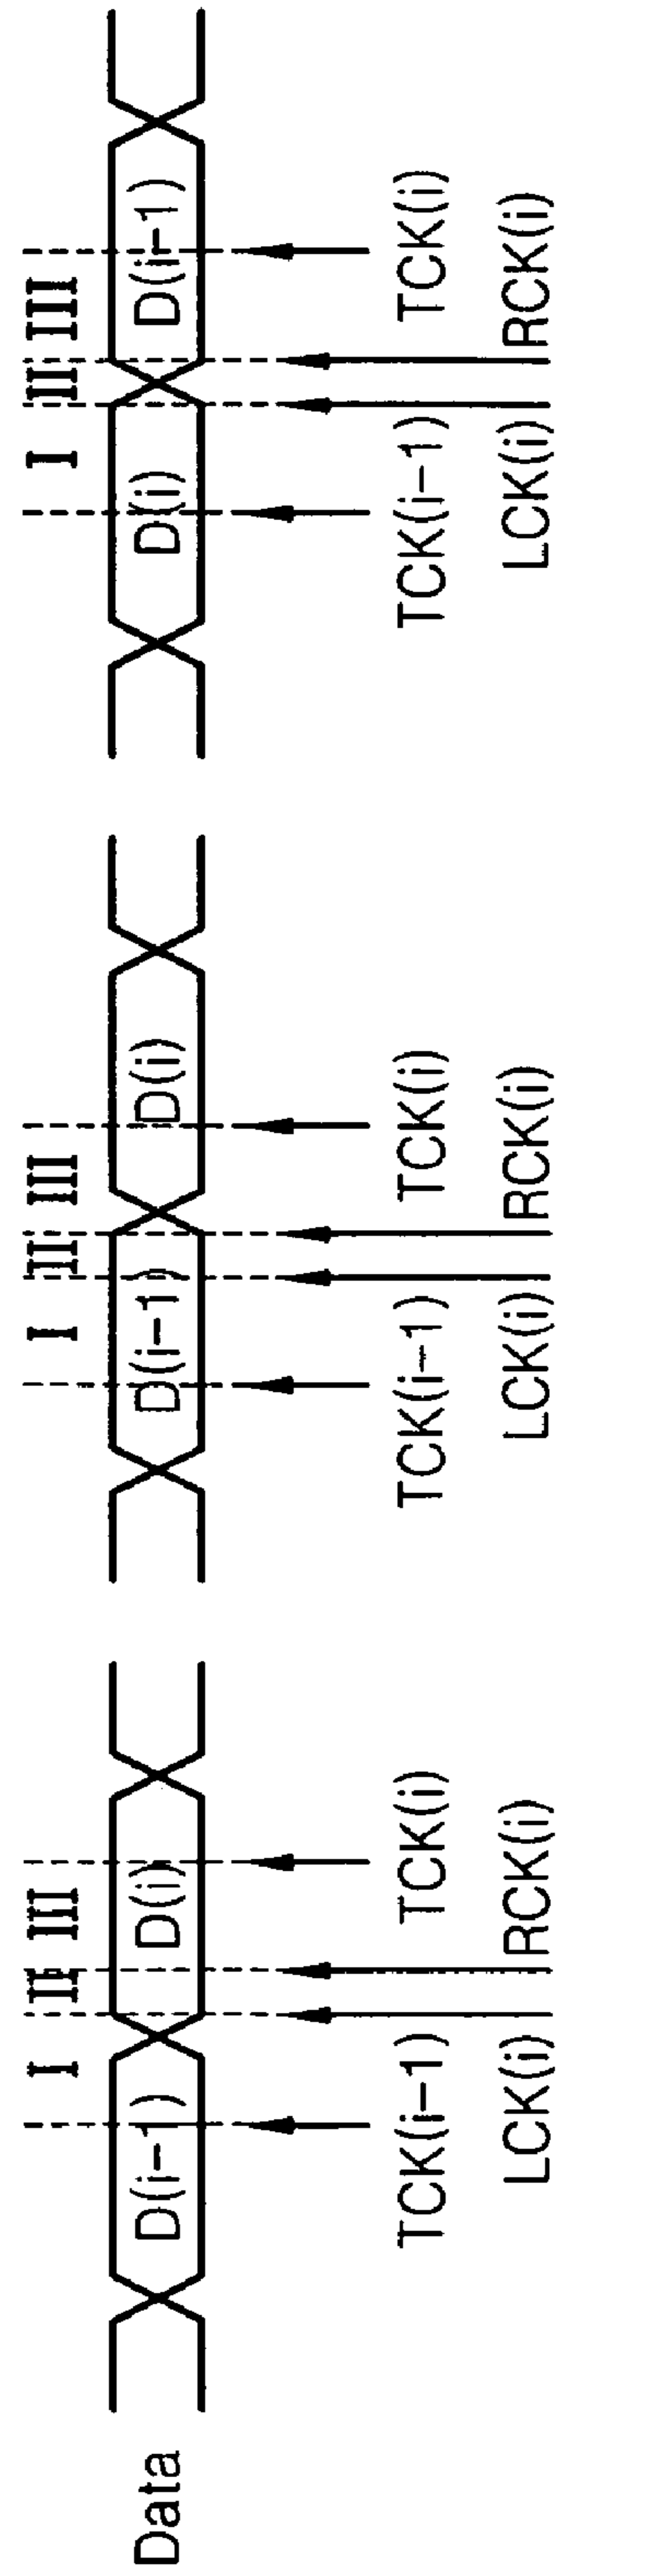 I II III
I II III
I II III
Data
D(i-1) D(i)
D(i-1) D(i)
D(i) D(i-1)
TCK(i-1) TCK(i)
TCK(i-1) TCK(i)
TCK(i-1) TCK(i)
LCK(i) RCK(i)
LCK(i) RCK(i)
LCK(i) RCK(i)